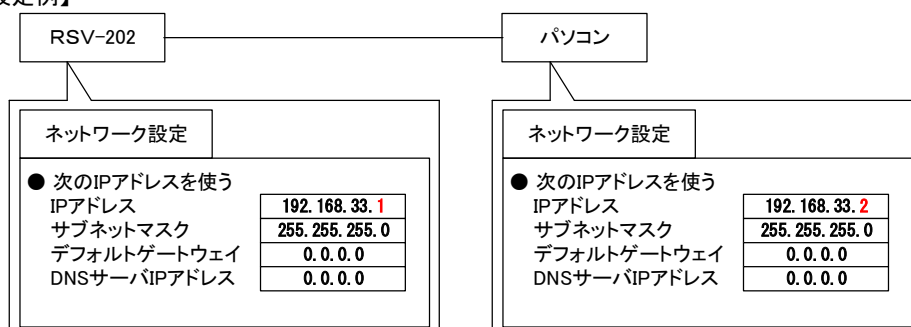 定例】
RSV-202
パソコン
ネットワーク設定
● 次のIPアドレスを使う
IPアドレス 192.168.33.1
サブネットマスク 255.255.255.0
デフォルトゲートウェイ 0.0.0.0
DNSサーバIPアドレス 0.0.0.0
ネットワーク設定
● 次のIPアドレスを使う
IPアドレス 192.168.33.2
サブネットマスク 255.255.255.0
デフォルトゲートウェイ 0.0.0.0
DNSサーバIPアドレス 0.0.0.0